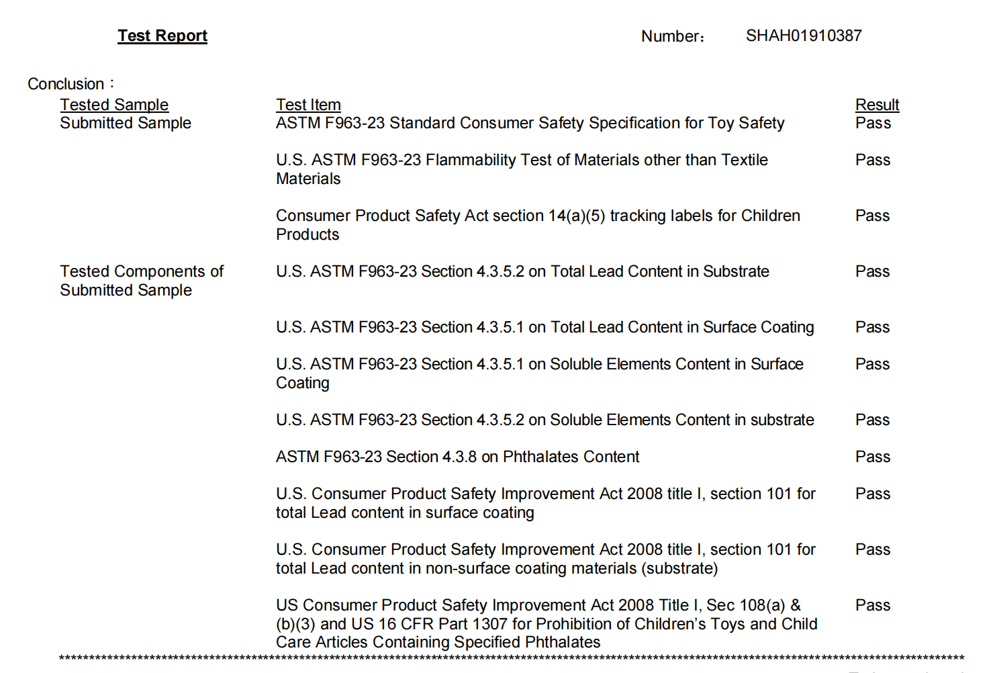 Test Report Number： SHAH01910387
Conclusion：
Tested Sample Test Item Result
Submitted Sample ASTM F963-23 Standard Consumer Safety Specification for Toy Safety Pass
U.S. ASTM F963-23 Flammability Test of Materials other than Textile Pass
Materials
Consumer Product Safety Act section 14(a)(5) tracking labels for Children Pass
Products
Tested Components of U.S. ASTM F963-23 Section 4.3.5.2 on Total Lead Content in Substrate Pass
Submitted Sample
U.S. ASTM F963-23 Section 4.3.5.1 on Total Lead Content in Surface Coating Pass
U.S. ASTM F963-23 Section 4.3.5.1 on Soluble Elements Content in Surface Pass
Coating
U.S. ASTM F963-23 Section 4.3.5.2 on Soluble Elements Content in substrate Pass
ASTM F963-23 Section 4.3.8 on Phthalates Content Pass
U.S. Consumer Product Safety Improvement Act 2008 title I, section 101 for Pass
total Lead content in surface coating
U.S. Consumer Product Safety Improvement Act 2008 title I, section 101 for Pass
total Lead content in non-surface coating materials (substrate)
US Consumer Product Safety Improvement Act 2008 Title I, Sec 108(a) & Pass
(b)(3) and US 16 CFR Part 1307 for Prohibition of Children’s Toys and Child
Care Articles Containing Specified Phthalates